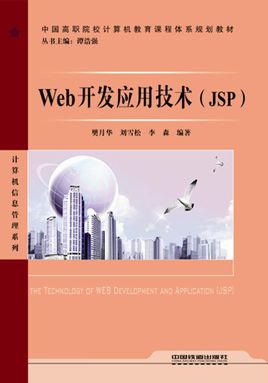 中国高职院校计算机教育课程体系规划教材
丛书主编：谭浩强
Web开发应用技术（JSP）
樊月华 刘雪松 李 森 编著
计算机信息管理系列
THE TECHNOLOGY OF WEB DEVELOPMENT AND APPLICATION (JSP)
中国铁道出版社